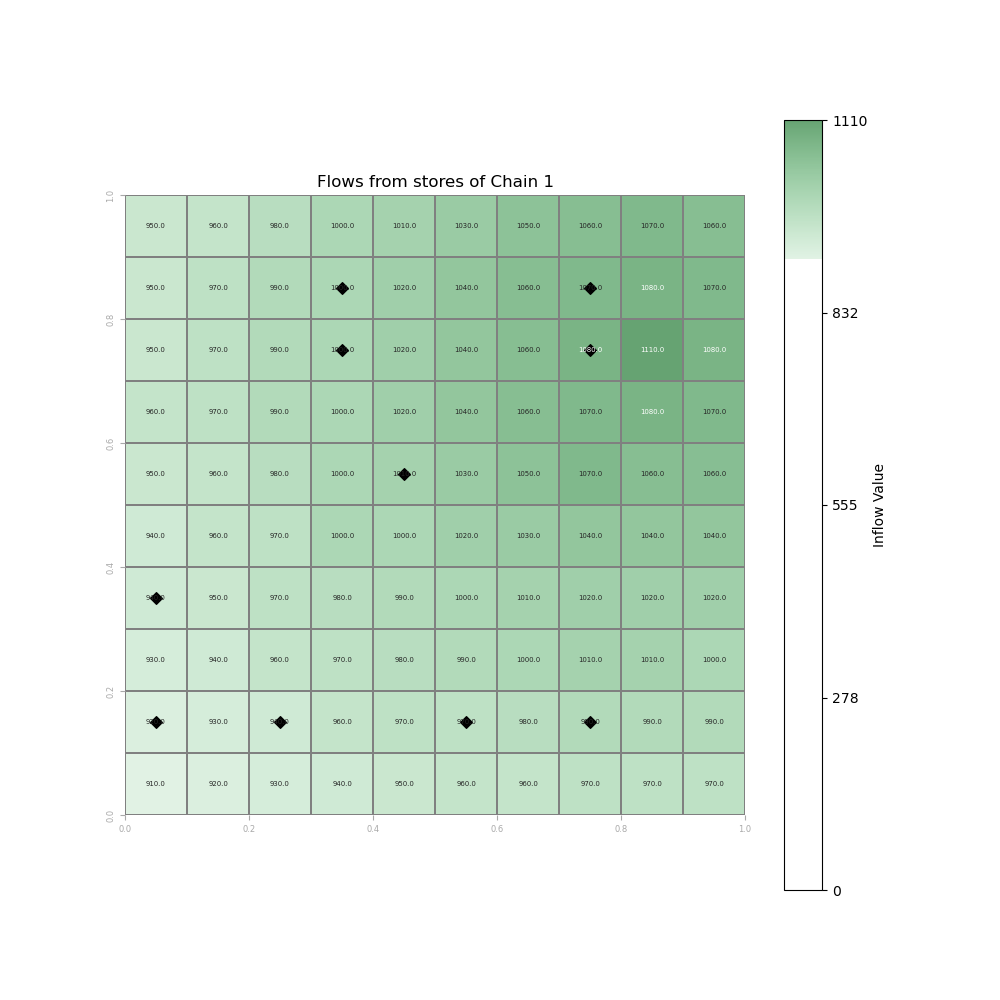 Flows from stores of Chain 1
1110
1.0
950.0 960.0 980.0 1000.0 1010.0 1030.0 1050.0 1060.0 1070.0 1060.0
950.0 970.0 990.0 1020.0 1040.0 1060.0 1080.0 1070.0
0.8
832
950.0 970.0 990.0 1020.0 1040.0 1060.0 1080.0 1110.0 1080.0
960.0 970.0 990.0 1000.0 1020.0 1040.0 1060.0 1070.0 1080.0 1070.0
0.6
950.0 960.0 980.0 1000.0 1030.0 1050.0 1070.0 1060.0 1060.0
555
Inflow Value
940.0 960.0 970.0 1000.0 1000.0 1020.0 1030.0 1040.0 1040.0 1040.0
0.4
950.0 970.0 980.0 990.0 1000.0 1010.0 1020.0 1020.0 1020.0
930.0 940.0 960.0 970.0 980.0 990.0 1000.0 1010.0 1010.0 1000.0
0.2
278
930.0 960.0 970.0 980.0 990.0 990.0
910.0 920.0 930.0 940.0 950.0 960.0 960.0 970.0 970.0 970.0
0.0
0.0 0.2 0.4 0.6 0.8 1.0
0